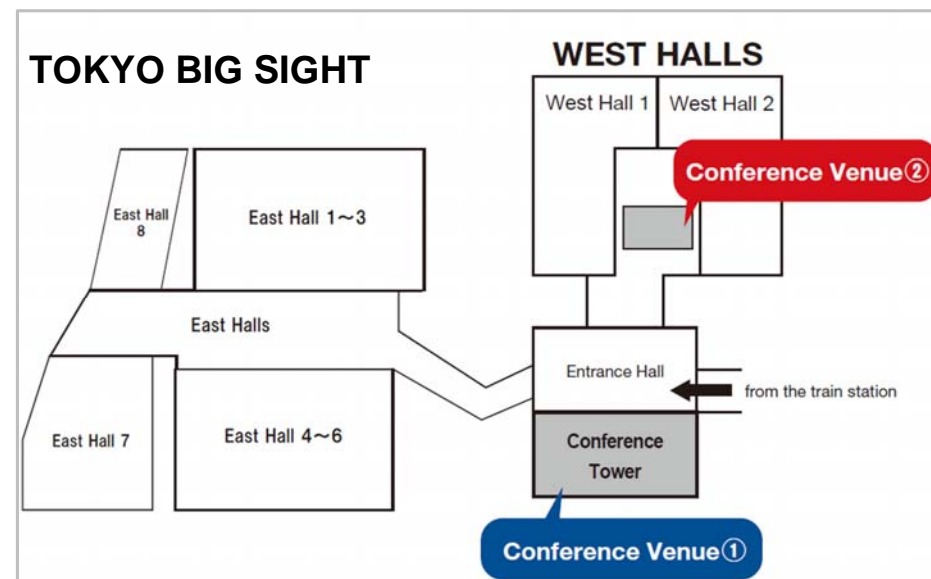 TOKYO BIG SIGHT
WEST HALLS
West Hall 1
West Hall 2
Conference Venue②
East Hall
8
East Hall 1～3
East Halls
Entrance Hall
from the train station
East Hall 7
East Hall 4～6
Conference
Tower
Conference Venue①